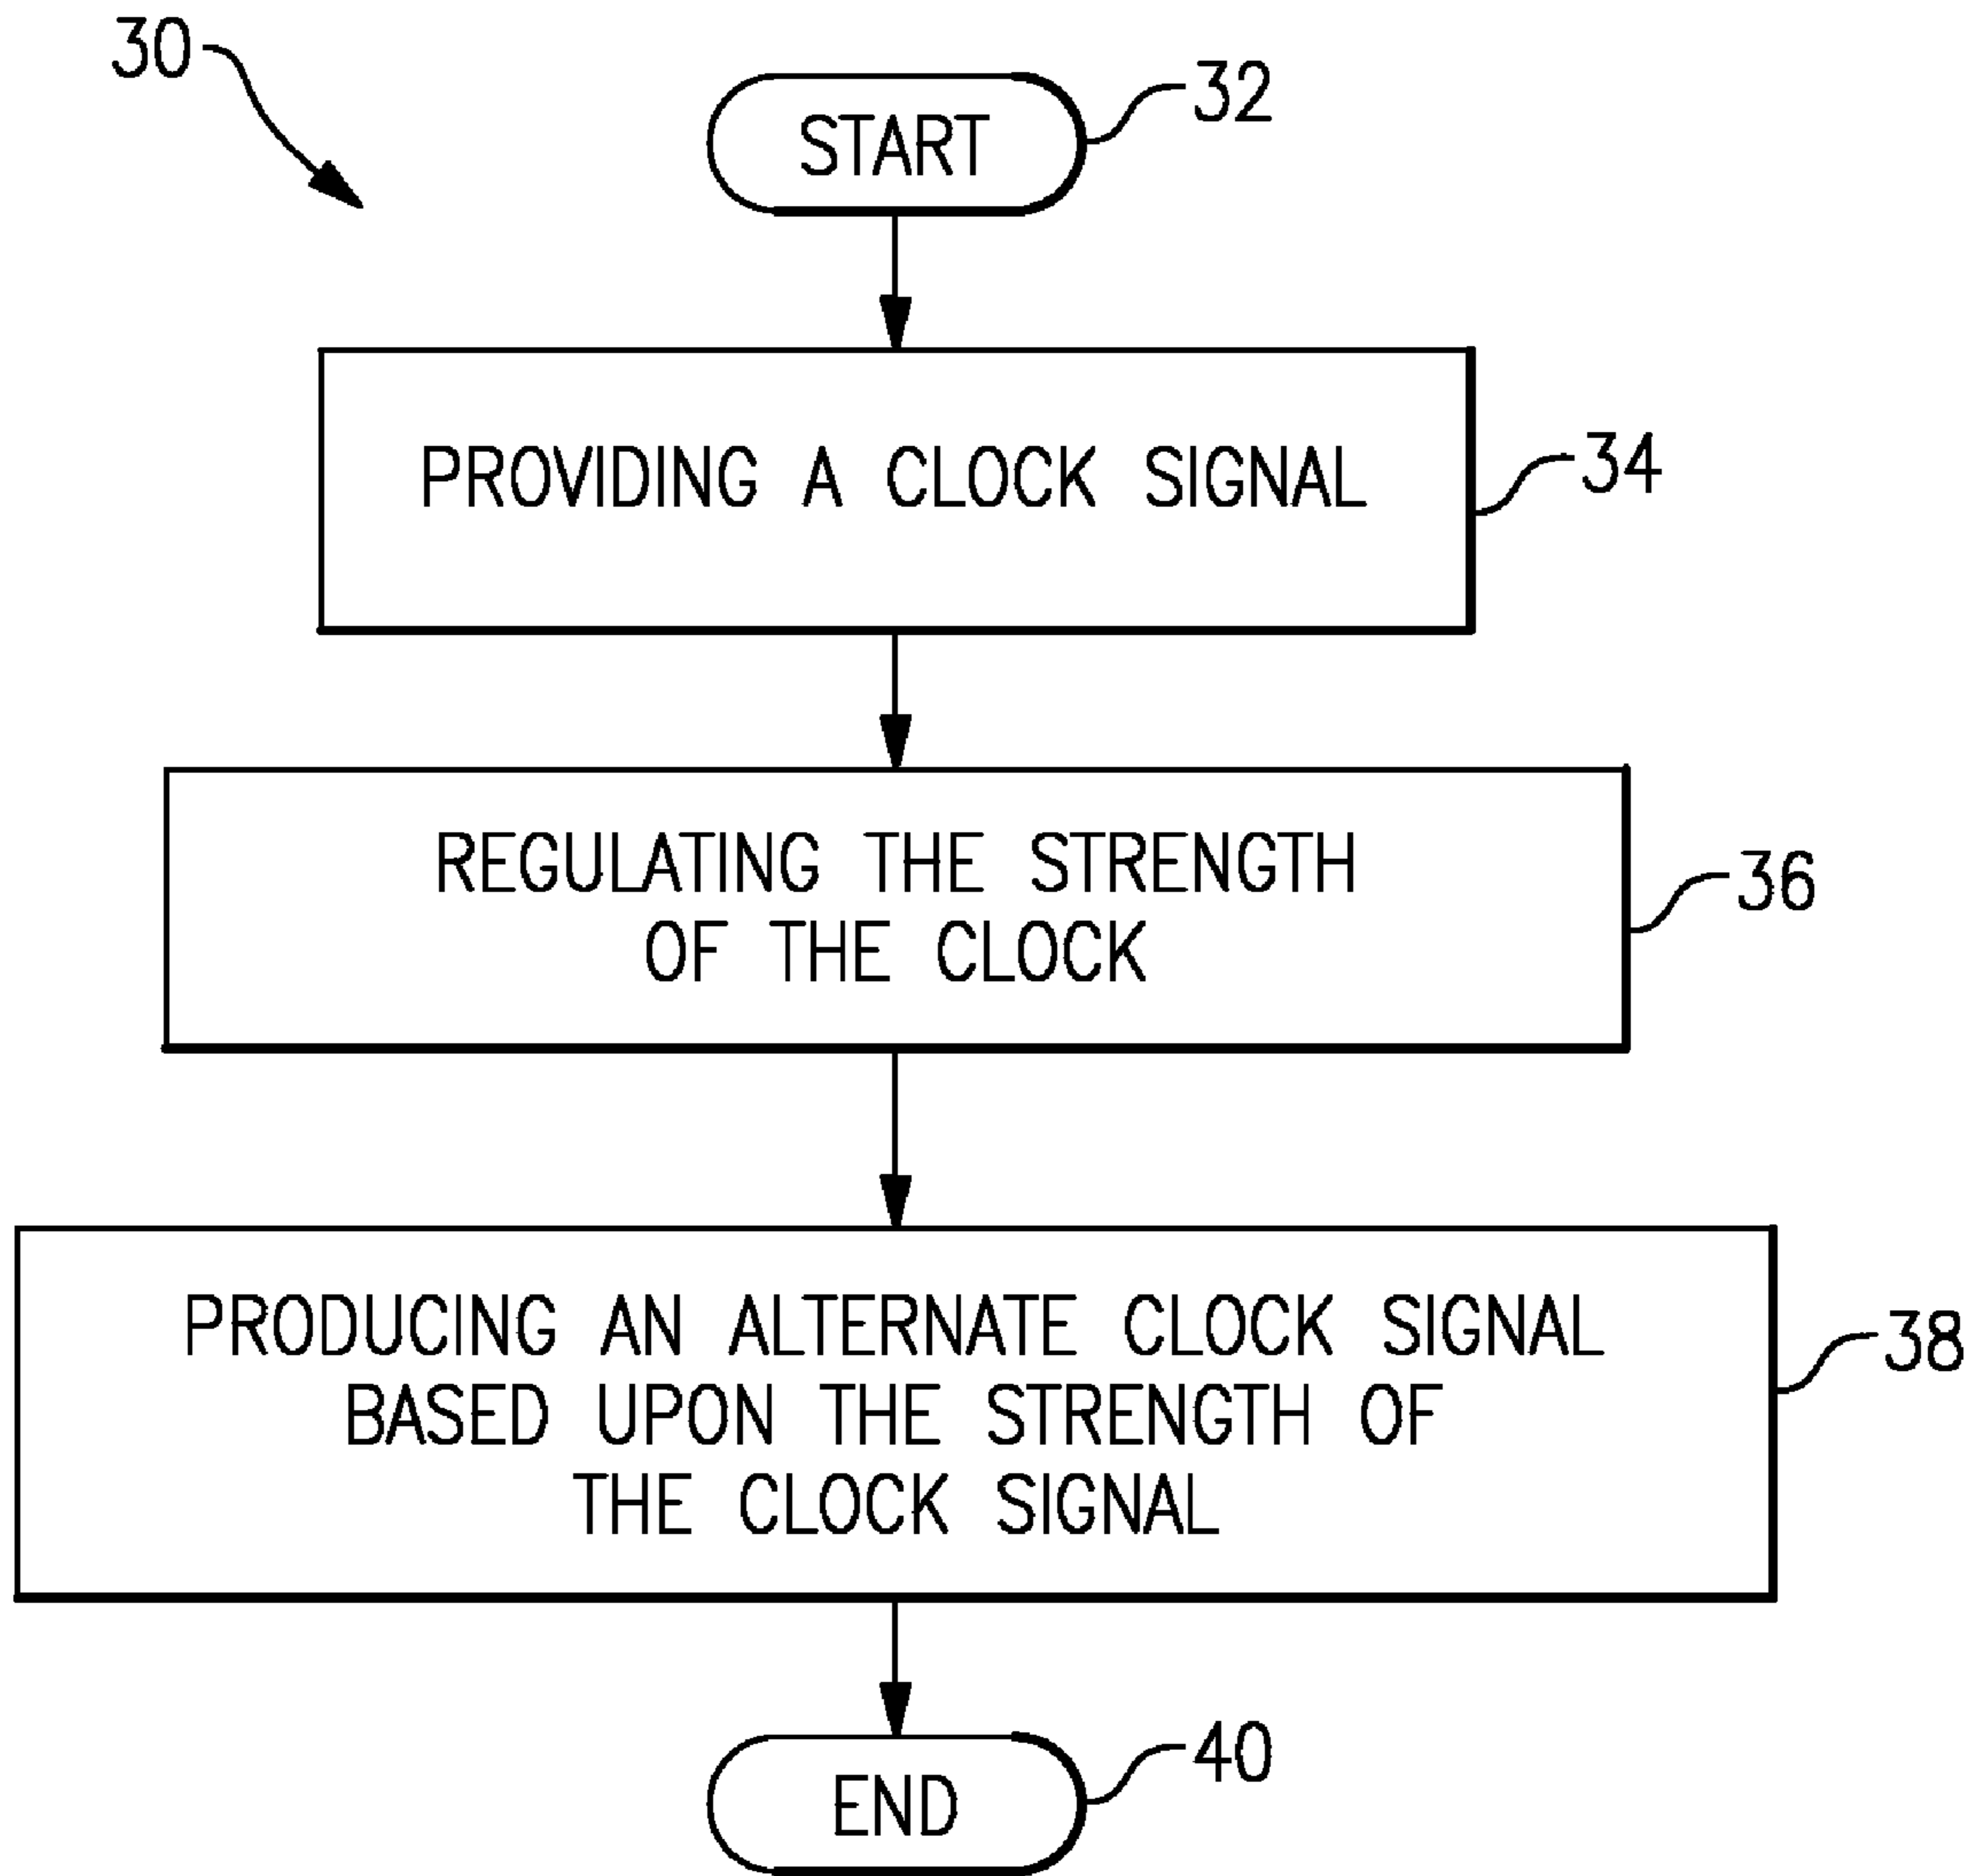 30
START
32
PROVIDING A CLOCK SIGNAL
34
REGULATING THE STRENGTH
OF THE CLOCK
36
PRODUCING AN ALTERNATE CLOCK SIGNAL
BASED UPON THE STRENGTH OF
THE CLOCK SIGNAL
38
END
40